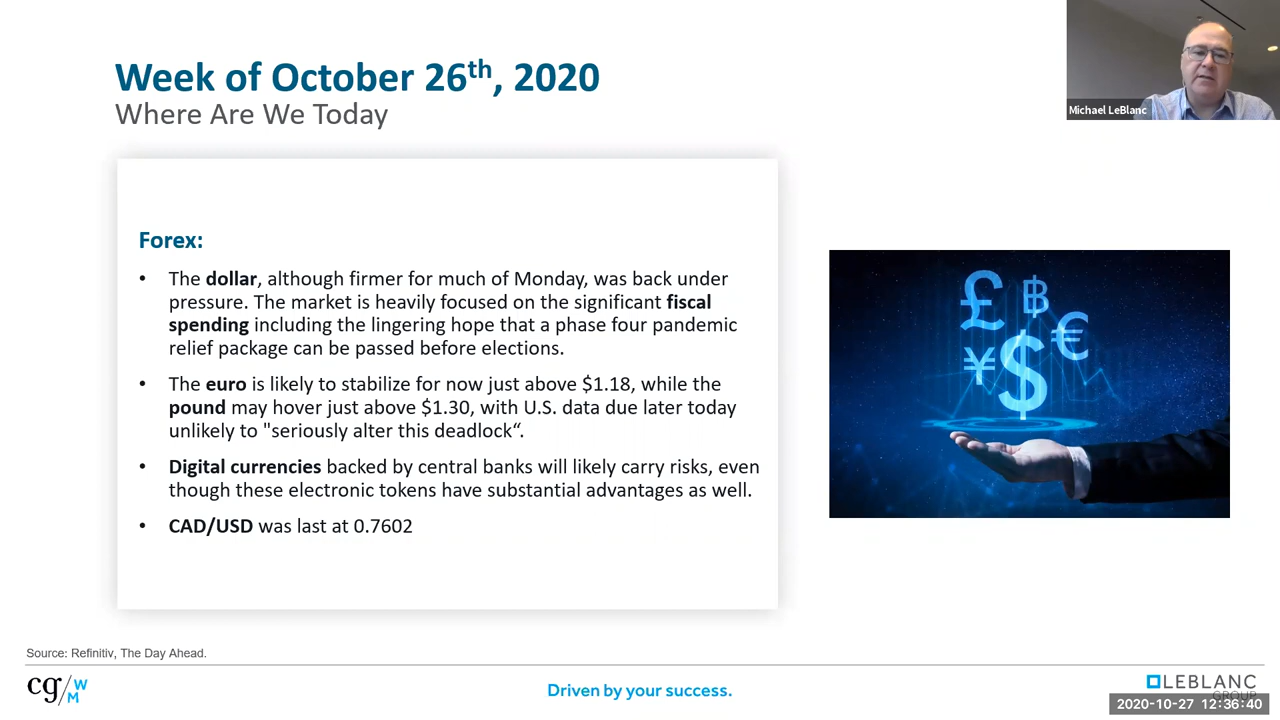 Week of October 26th, 2020
Where Are We Today
Michael LeBlanc
Forex:
• The dollar, although firmer for much of Monday, was back under
pressure. The market is heavily focused on the significant fiscal
spending including the lingering hope that a phase four pandemic
relief package can be passed before elections.
• The euro is likely to stabilize for now just above $1.18, while the
pound may hover just above $1.30, with U.S. data due later today
unlikely to "seriously alter this deadlock“.
• Digital currencies backed by central banks will likely carry risks, even
though these electronic tokens have substantial advantages as well.
• CAD/USD was last at 0.7602
£ ฿ € ¥ $
Source: Refinitiv, The Day Ahead.
cg/WM
Driven by your success.
LEBLANC
GROUP
2020-10-27 12:36:40